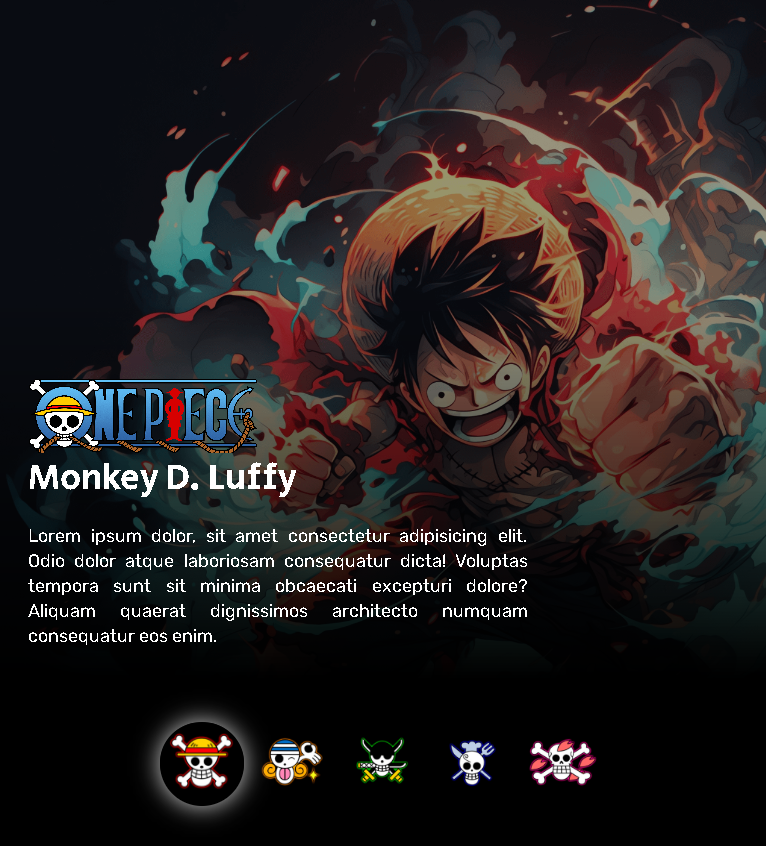 ONE PIECE
Monkey D. Luffy
Lorem ipsum dolor, sit amet consectetur adipisicing elit.
Odio dolor atque laboriosam consequatur dicta! Voluptas
tempora sunt sit minima obcaecati excepturi dolore?
Aliquam quaerat dignissimos architecto numquam
consequatur eos enim.